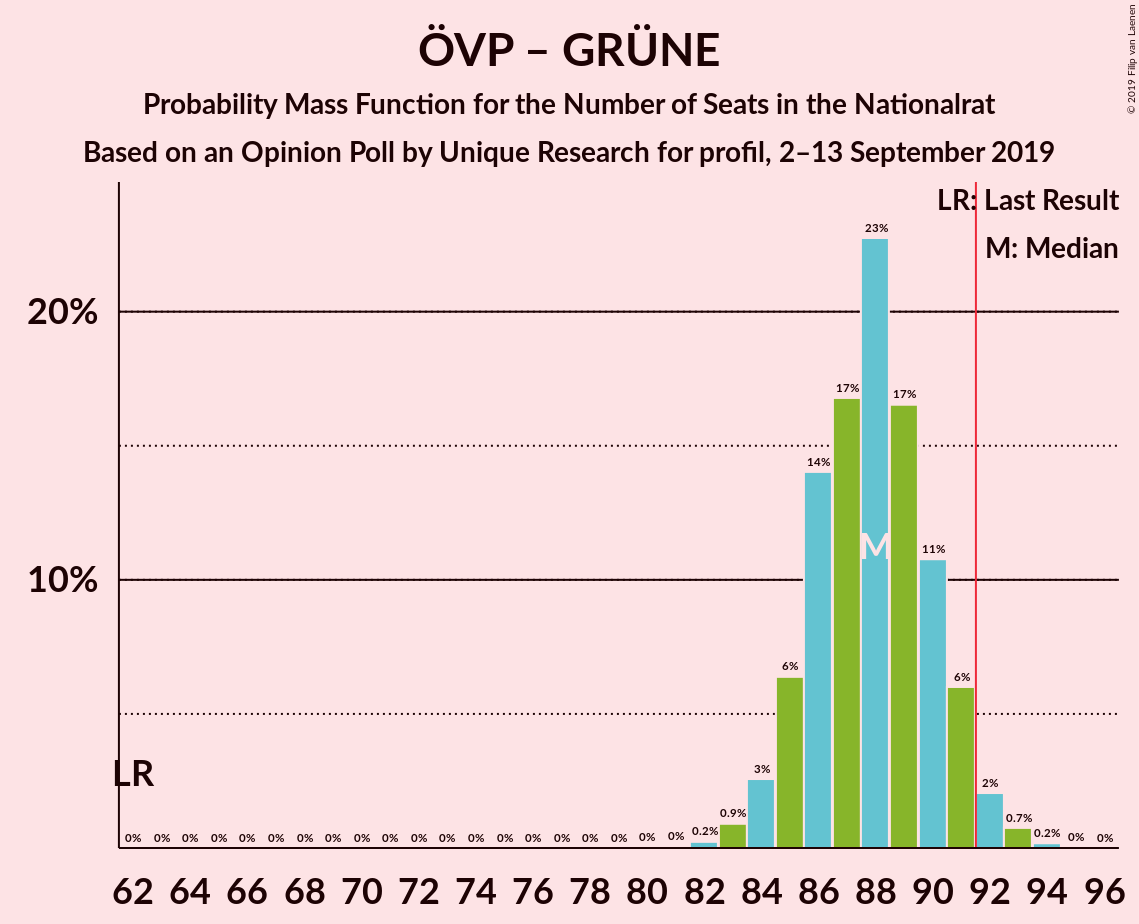 ÖVP – GRÜNE
Probability Mass Function for the Number of Seats in the Nationalrat
Based on an Opinion Poll by Unique Research for profil, 2–13 September 2019
© 2019 Filip van Laenen
LR: Last Result
M: Median
20%
10%
LR
M
0% 0% 0% 0% 0% 0% 0% 0% 0% 0% 0% 0% 0% 0% 0% 0% 0% 0% 0% 0% 0.2% 0.9% 3% 6% 14% 17% 23% 17% 11% 6% 2% 0.7% 0.2% 0% 0%
62 64 66 68 70 72 74 76 78 80 82 84 86 88 90 92 94 96